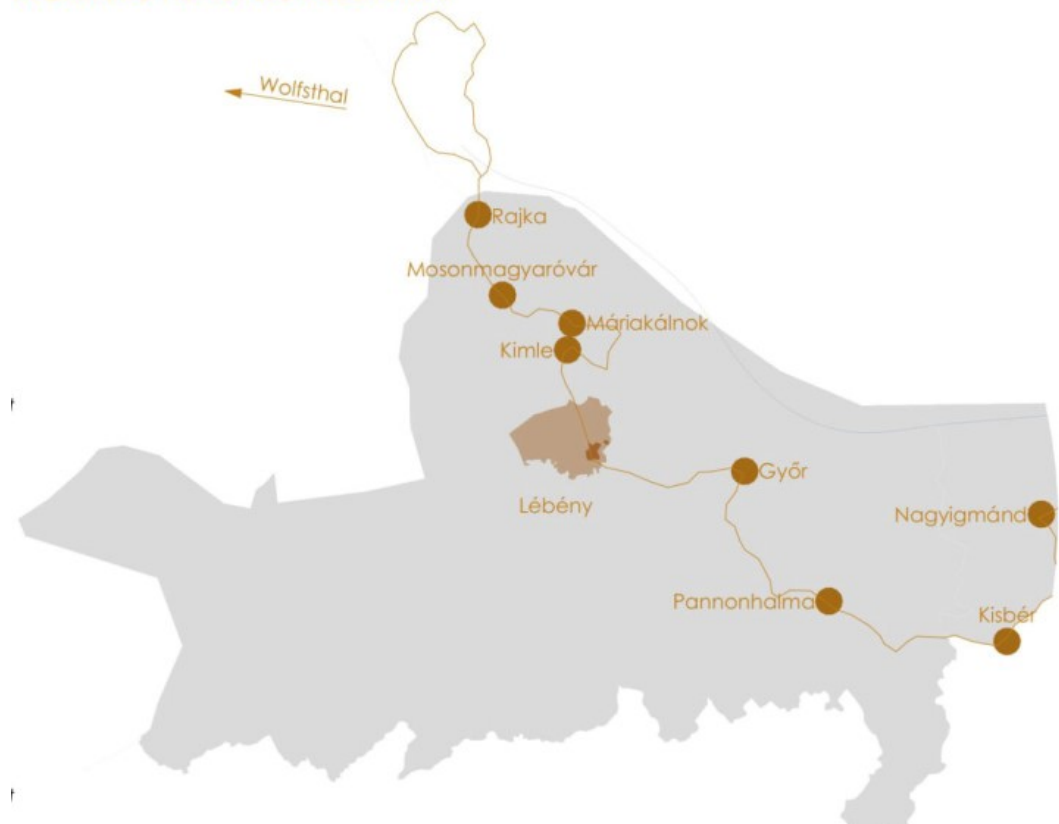 Wolfsthal
Rajka
Mosonmagyaróvár
Máriakálnok
Kimle
Lébény
Győr
Nagyigmánd
Pannonhalma
Kisbér